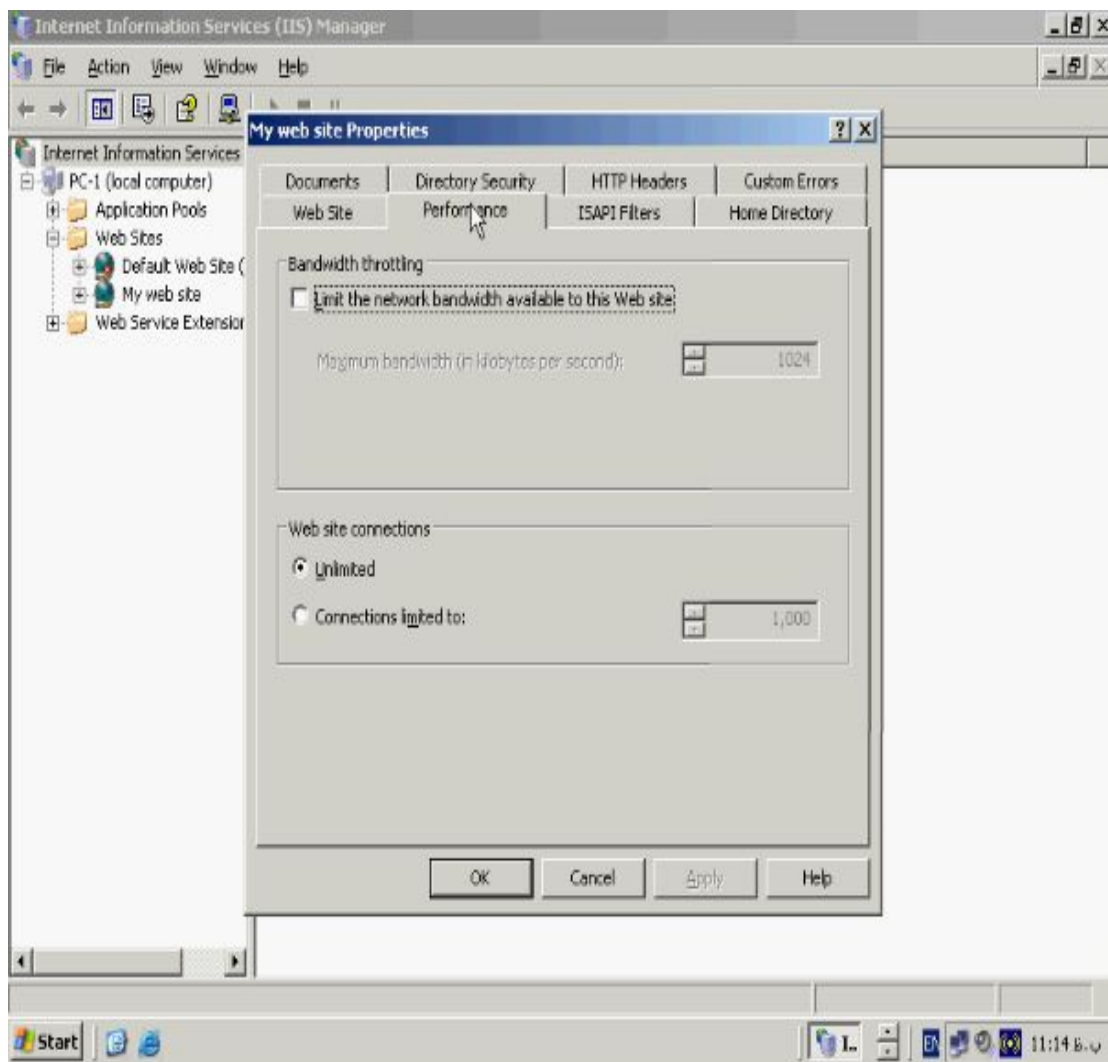 Internet Information Services (IIS) Manager
File Action View Window Help
My web site Properties
Internet Information Services
PC-1 (local computer)
Application Pools
Web Sites
Default Web Site (
My web site
Web Service Extension
Documents Directory Security HTTP Headers Custom Errors
Web Site Performance ISAPI Filters Home Directory
Bandwidth throttling
Limit the network bandwidth available to this Web site
Maximum bandwidth (in kilobytes per second): 1024
Web site connections
Unlimited
Connections limited to: 1,000
OK Cancel Apply Help
Start I... EN 11:14 ب.ظ